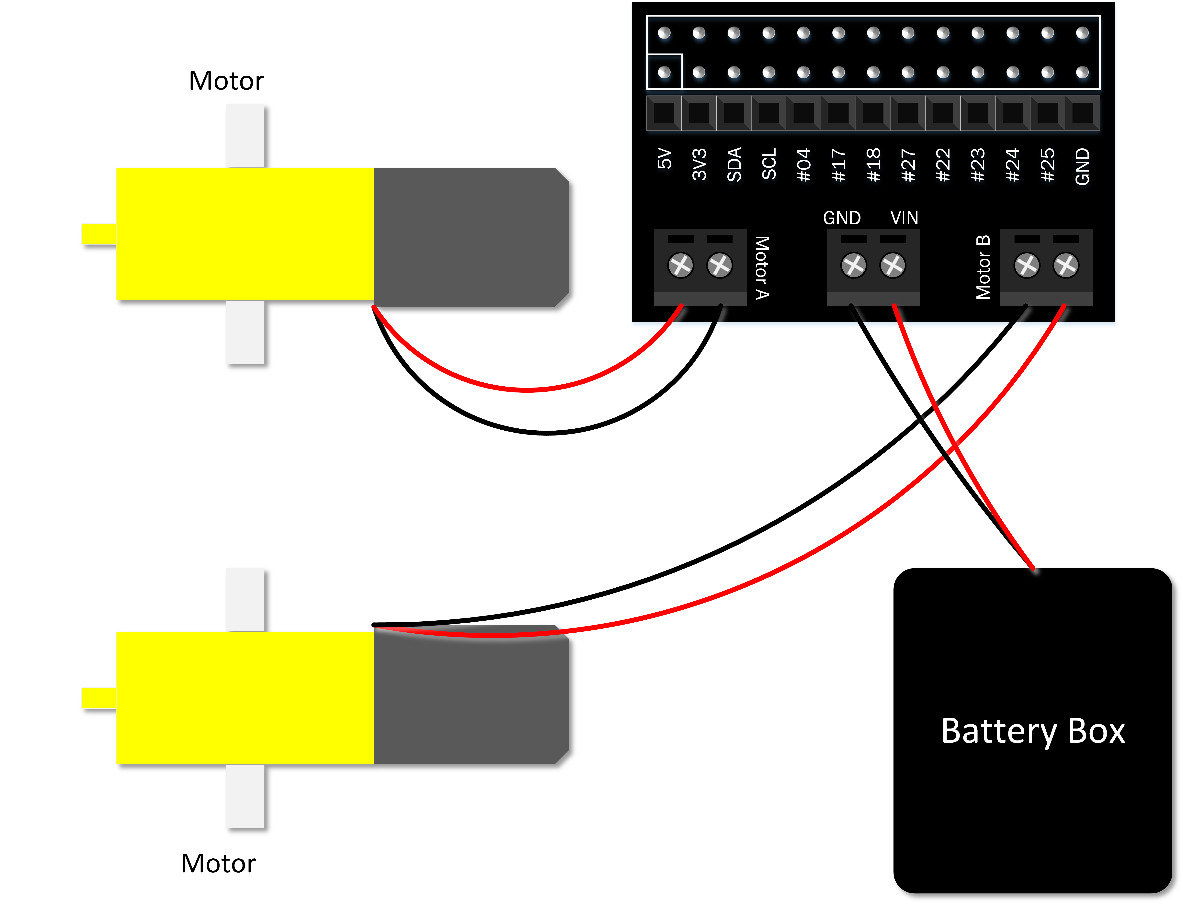 Motor
5V 3V3 SDA SCL #04 #17 #18 #27 #22 #23 #24 #25 GND
GND VIN
Motor A
Motor B
Battery Box
Motor